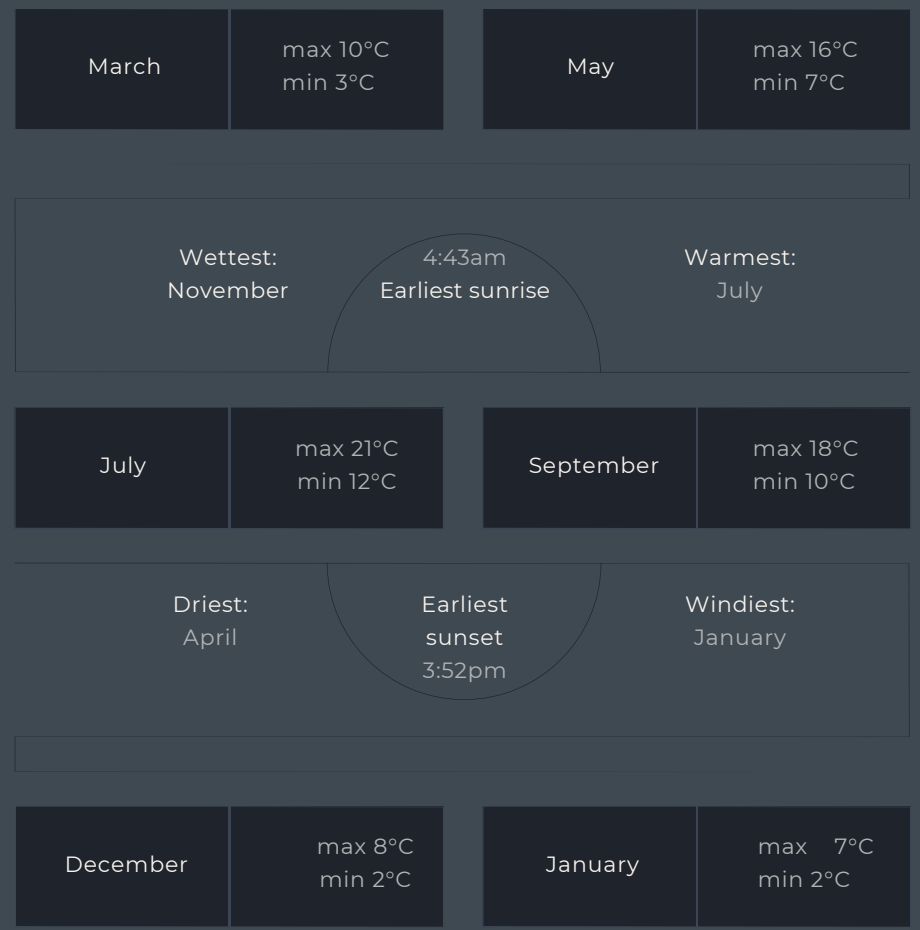 March
max 10°C
min 3°C
May
max 16°C
min 7°C
Wettest:
November
4:43am
Earliest sunrise
Warmest:
July
July
max 21°C
min 12°C
September
max 18°C
min 10°C
Driest:
April
Earliest
sunset
3:52pm
Windiest:
January
December
max 8°C
min 2°C
January
max 7°C
min 2°C